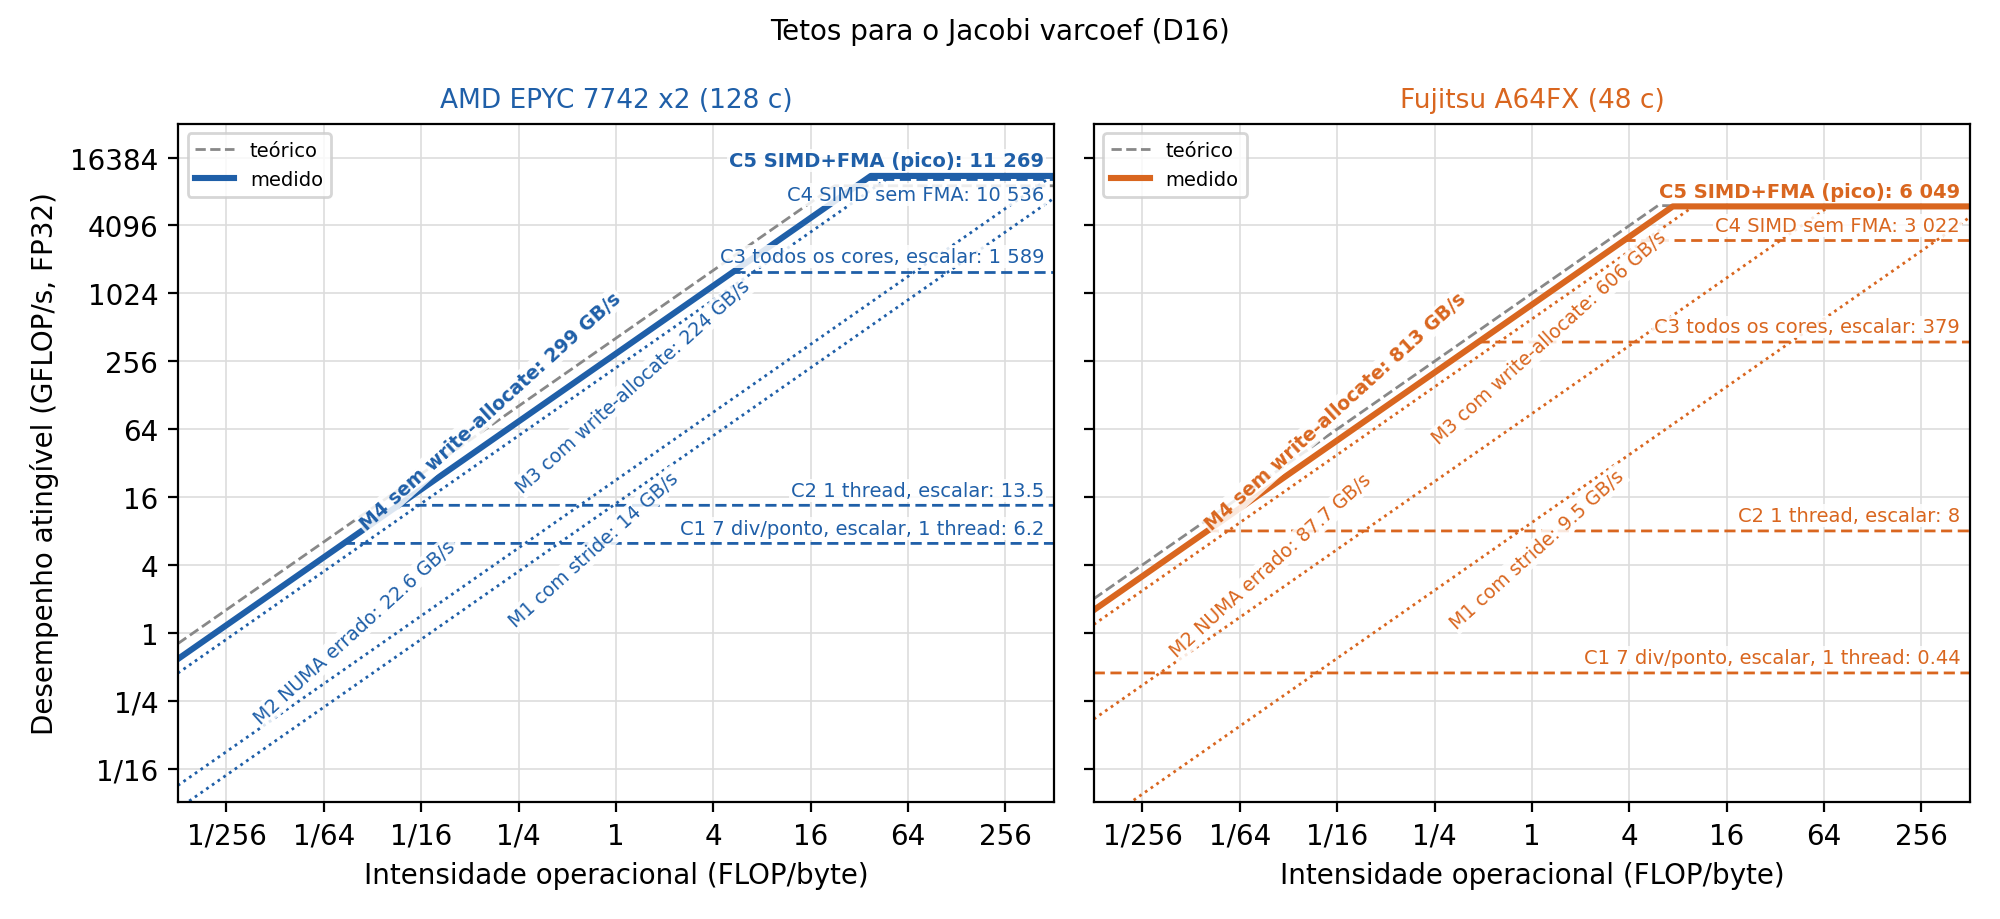 Tetos para o Jacobi varcoef (D16)
AMD EPYC 7742 x2 (128 c)
teórico
medido
C5 SIMD+FMA (pico): 11 269
C4 SIMD sem FMA: 10 536
C3 todos os cores, escalar: 1 589
M4 sem write-allocate: 299 GB/s
M3 com write-allocate: 224 GB/s
C2 1 thread, escalar: 13.5
C1 7 div/ponto, escalar, 1 thread: 6.2
M2 NUMA errado: 22.6 GB/s
M1 com stride: 14 GB/s
Desempenho atingível (GFLOP/s, FP32)
16384
4096
1024
256
64
16
4
1
1/4
1/16
1/256 1/64 1/16 1/4 1 4 16 64 256
Intensidade operacional (FLOP/byte)
Fujitsu A64FX (48 c)
teórico
medido
C5 SIMD+FMA (pico): 6 049
C4 SIMD sem FMA: 3 022
C3 todos os cores, escalar: 379
M4 sem write-allocate: 813 GB/s
M3 com write-allocate: 606 GB/s
C2 1 thread, escalar: 8
M2 NUMA errado: 87.7 GB/s
M1 com stride: 9.5 GB/s
C1 7 div/ponto, escalar, 1 thread: 0.44
1/256 1/64 1/16 1/4 1 4 16 64 256
Intensidade operacional (FLOP/byte)